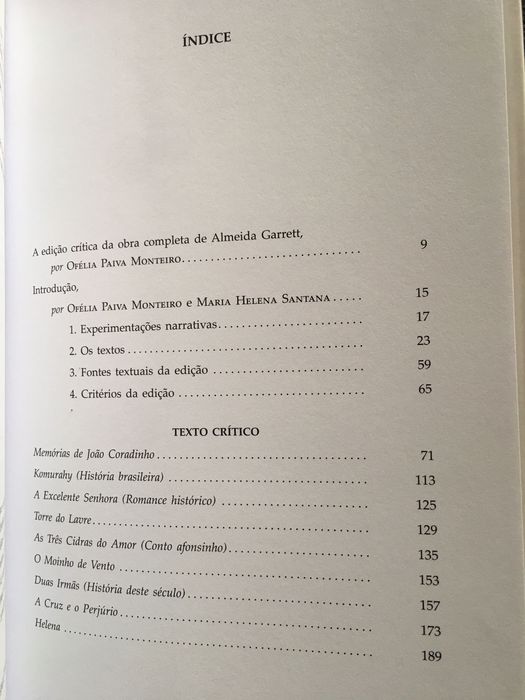 ÍNDICE
A edição crítica da obra completa de Almeida Garrett,
por OFÉLIA PAIVA MONTEIRO. . . . . . . . . . . . . . . . . . . . . . . . . . . . . 9
Introdução,
por OFÉLIA PAIVA MONTEIRO E MARIA HELENA SANTANA . . . . . 15
1. Experimentações narrativas. . . . . . . . . . . . . . . . . . . . . . . 17
2. Os textos . . . . . . . . . . . . . . . . . . . . . . . . . . . . . . . . . . . . . 23
3. Fontes textuais da edição . . . . . . . . . . . . . . . . . . . . . . . . 59
4. Critérios da edição . . . . . . . . . . . . . . . . . . . . . . . . . . . . . 65
TEXTO CRÍTICO
Memórias de João Coradinho . . . . . . . . . . . . . . . . . . . . . . . . . . . . . . . . . 71
Komurahy (História brasileira) . . . . . . . . . . . . . . . . . . . . . . . . . . . . . . . 113
A Excelente Senhora (Romance histórico) . . . . . . . . . . . . . . . . . . . . . . . 125
Torre do Lavre. . . . . . . . . . . . . . . . . . . . . . . . . . . . . . . . . . . . . . . . . . . . 129
As Três Cidras do Amor (Conto afonsinho). . . . . . . . . . . . . . . . . . . . . . 135
O Moinho de Vento . . . . . . . . . . . . . . . . . . . . . . . . . . . . . . . . . . . . . . . 153
Duas Irmãs (História deste século). . . . . . . . . . . . . . . . . . . . . . . . . . . . 157
A Cruz e o Perjúrio. . . . . . . . . . . . . . . . . . . . . . . . . . . . . . . . . . . . . . . . 173
Helena . . . . . . . . . . . . . . . . . . . . . . . . . . . . . . . . . . . . . . . . . . . . . . . . . 189